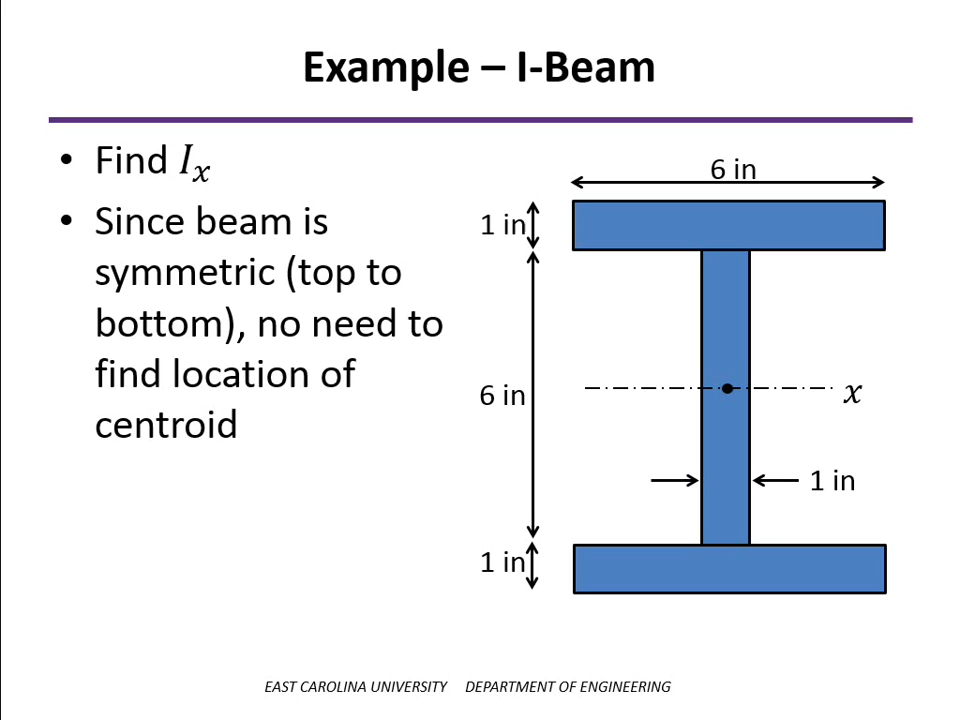 Example – I-Beam
• Find Iₓ
• Since beam is
symmetric (top to
bottom), no need to
find location of
centroid
6 in
1 in
6 in
x
1 in
1 in
EAST CAROLINA UNIVERSITY DEPARTMENT OF ENGINEERING